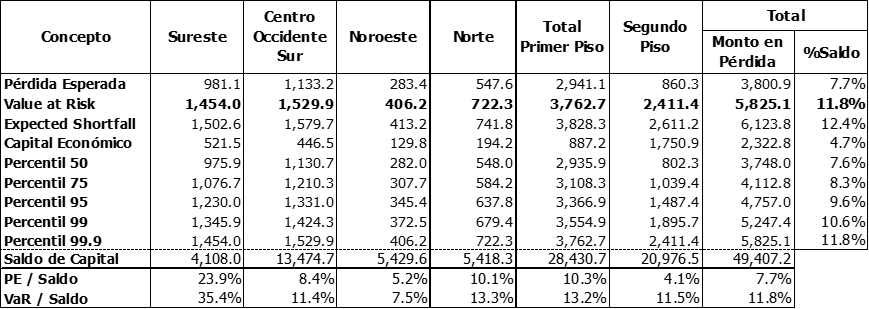 Concepto Sureste Centro Occidente Sur Noroeste Norte Total Primer Piso Segundo Piso Total
Monto en Pérdida %Saldo
Pérdida Esperada 981.1 1,133.2 283.4 547.6 2,941.1 860.3 3,800.9 7.7%
Value at Risk 1,454.0 1,529.9 406.2 722.3 3,762.7 2,411.4 5,825.1 11.8%
Expected Shortfall 1,502.6 1,579.7 413.2 741.8 3,828.3 2,611.2 6,123.8 12.4%
Capital Económico 521.5 446.5 129.8 194.2 887.2 1,750.9 2,322.8 4.7%
Percentil 50 975.9 1,130.7 282.0 548.0 2,935.9 802.3 3,748.0 7.6%
Percentil 75 1,076.7 1,210.3 307.7 584.2 3,108.3 1,039.4 4,112.8 8.3%
Percentil 95 1,230.0 1,331.0 345.4 637.8 3,366.9 1,487.4 4,757.0 9.6%
Percentil 99 1,345.9 1,424.3 372.5 679.4 3,554.9 1,895.7 5,247.4 10.6%
Percentil 99.9 1,454.0 1,529.9 406.2 722.3 3,762.7 2,411.4 5,825.1 11.8%
Saldo de Capital 4,108.0 13,474.7 5,429.6 5,418.3 28,430.7 20,976.5 49,407.2
PE / Saldo 23.9% 8.4% 5.2% 10.1% 10.3% 4.1% 7.7%
VaR / Saldo 35.4% 11.4% 7.5% 13.3% 13.2% 11.5% 11.8%